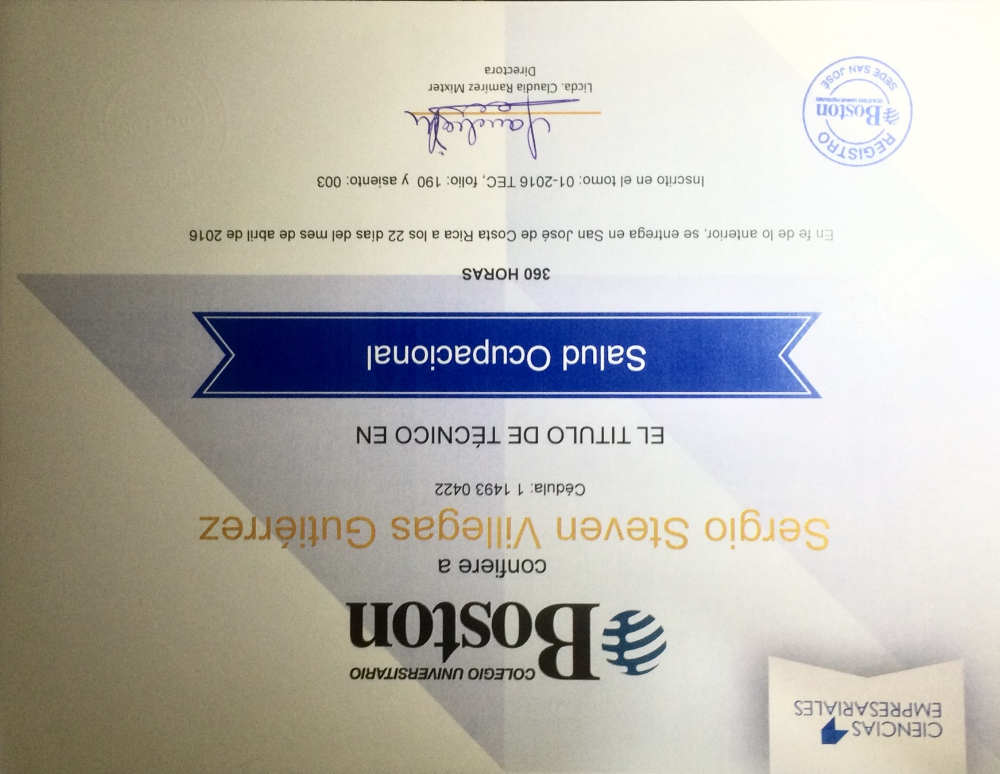 CIENCIAS
EMPRESARIALES
COLEGIO UNIVERSITARIO
Boston
confiere a
Sergio Steven Villegas Gutiérrez
Cédula: 1 1493 0422
EL TITULO DE TÉCNICO EN
Salud Ocupacional
360 HORAS
En fe de lo anterior, se entrega en San José de Costa Rica a los 22 días del mes de abril de 2016
Inscrito en el tomo: 01-2016 TEC, folio: 190 y asiento: 003
Licda. Claudia Ramírez Mixter
Directora
REGISTRO
Boston
COLEGIO UNIVERSITARIO
SEDE SAN JOSÉ